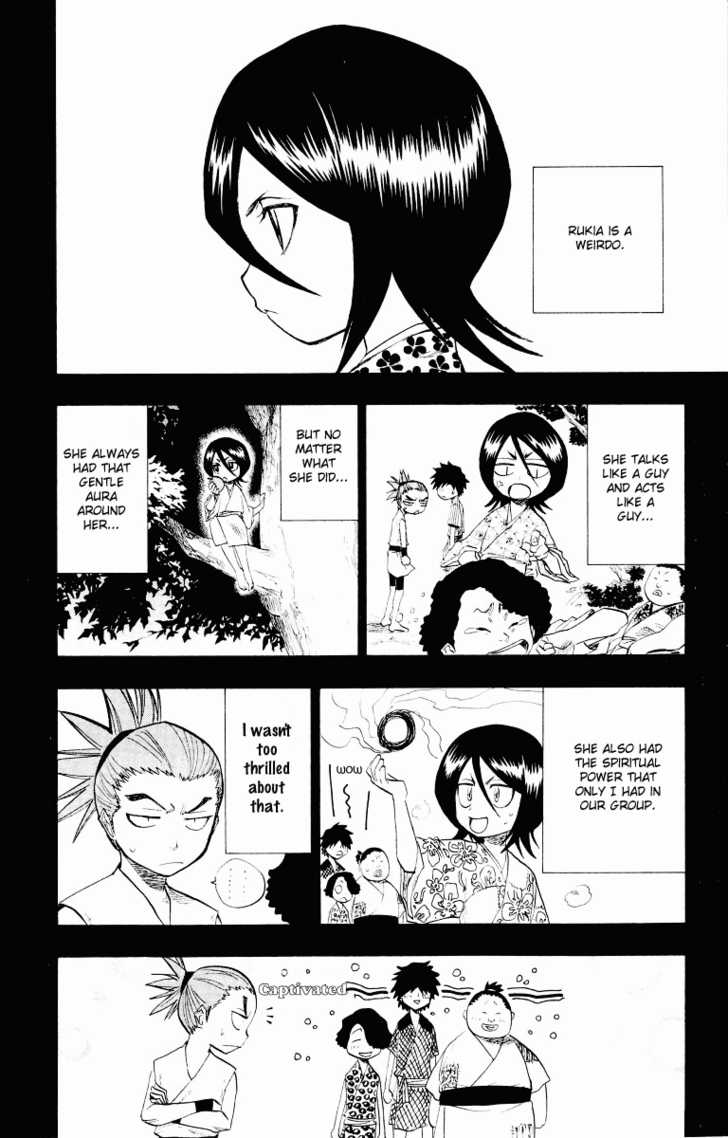 RUKIA IS A
WEIRDO.
SHE TALKS
LIKE A GUY
AND ACTS
LIKE A
GUY...
BUT NO
MATTER
WHAT
SHE DID...
SHE ALWAYS
HAD THAT
GENTLE
AURA
AROUND
HER...
SHE ALSO HAD
THE SPIRITUAL
POWER THAT
ONLY I HAD IN
OUR GROUP.
wow
I wasn't
too
thrilled
about
that.
Captivated